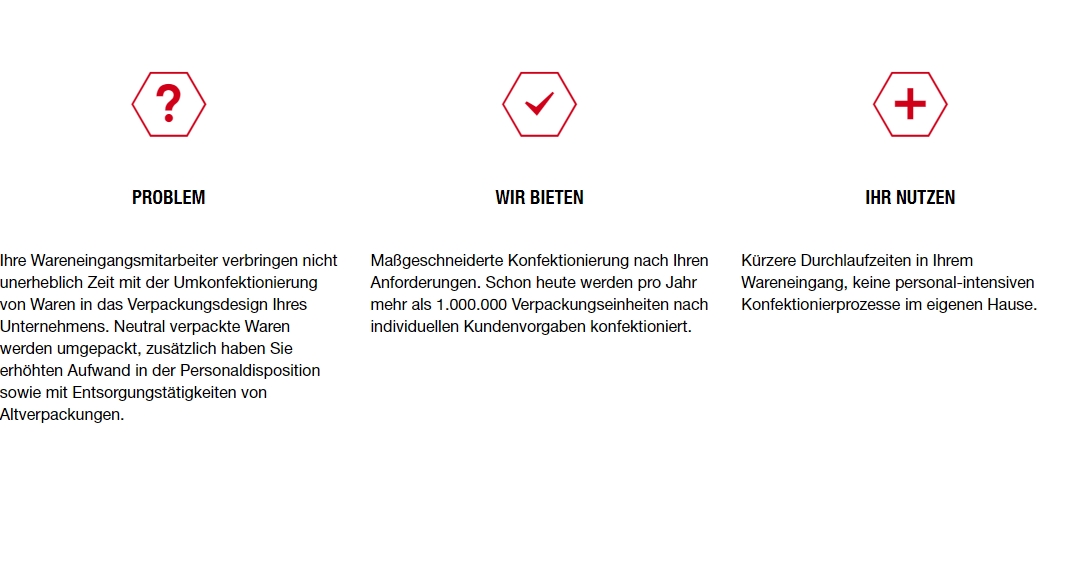 PROBLEM
Ihre Wareneingangsmitarbeiter verbringen nicht
unerheblich Zeit mit der Umkonfektionierung
von Waren in das Verpackungsdesign Ihres
Unternehmens. Neutral verpackte Waren
werden umgepackt, zusätzlich haben Sie
erhöhten Aufwand in der Personaldisposition
sowie mit Entsorgungstätigkeiten von
Altverpackungen.
WIR BIETEN
Maßgeschneiderte Konfektionierung nach Ihren
Anforderungen. Schon heute werden pro Jahr
mehr als 1.000.000 Verpackungseinheiten nach
individuellen Kundenvorgaben konfektioniert.
IHR NUTZEN
Kürzere Durchlaufzeiten in Ihrem
Wareneingang, keine personal-intensiven
Konfektionierprozesse im eigenen Hause.